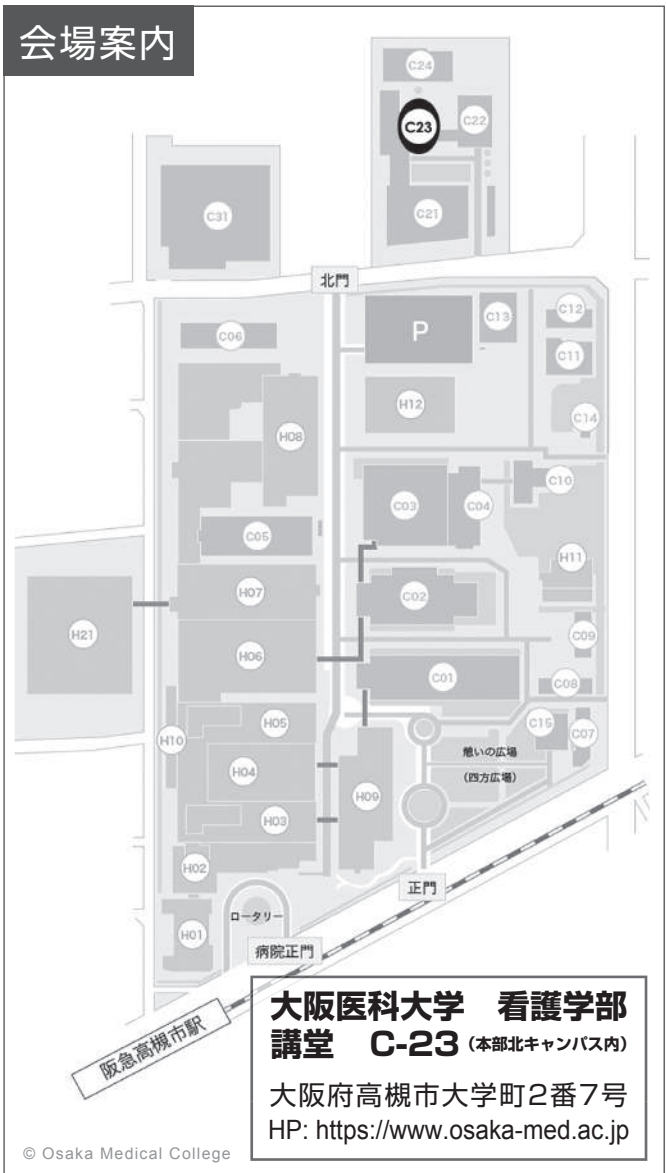 会場案内
C24
C23
C22
C31
C21
北門
P
C13
C12
C06
C11
H12
C14
H08
C03
C04
C10
C05
H11
H07
C02
H21
C09
H06
C01
C08
H05
C15
C07
H10
憩いの広場
H04
(四方広場)
H09
H03
H02
正門
ロータリー
H01
病院正門
大阪医科大学 看護学部
講堂 C-23(本部北キャンパス内)
阪急高槻市駅
大阪府高槻市大学町2番7号
HP: https://www.osaka-med.ac.jp
© Osaka Medical College